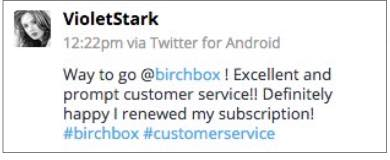 VioletStark
12:22pm via Twitter for Android
Way to go @birchbox ! Excellent and
prompt customer service!! Definitely
happy I renewed my subscription!
#birchbox #customerservice